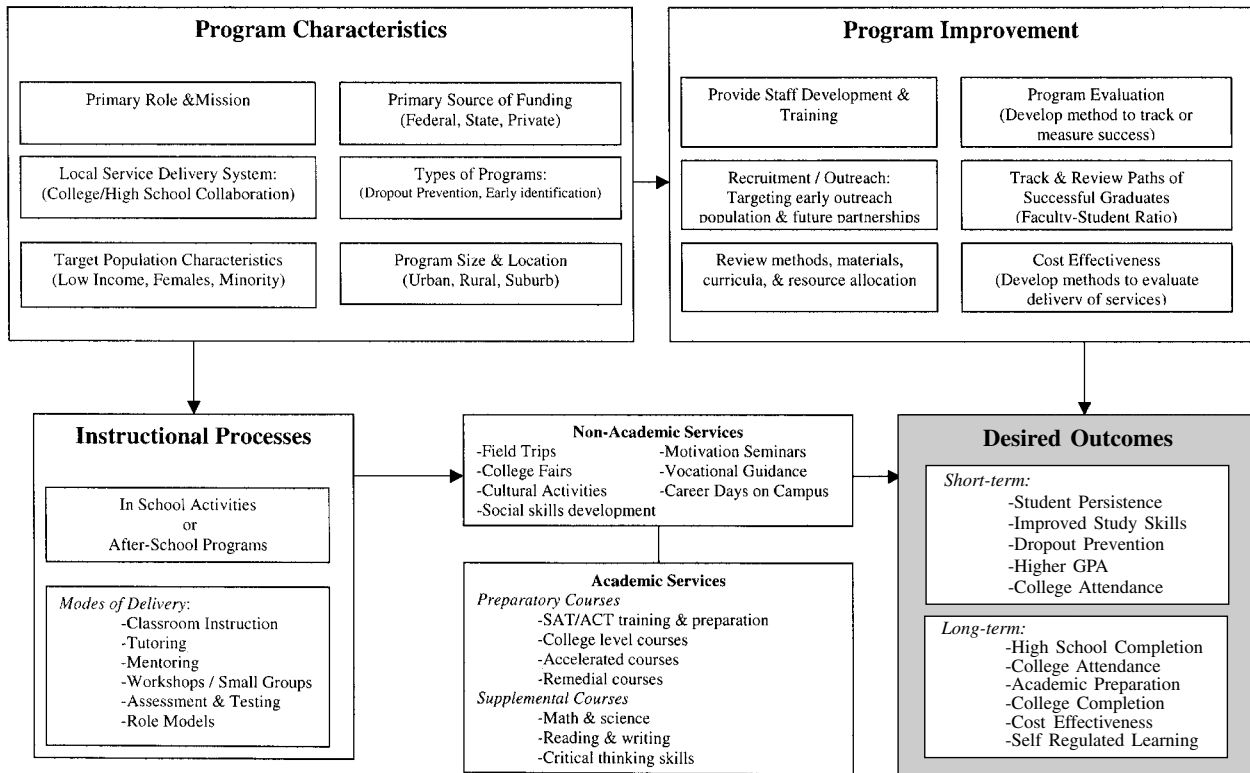 Program Characteristics
Primary Role &Mission
Primary Source of Funding
(Federal, State, Private)
Local Service Delivery System:
(College/High School Collaboration)
Types of Programs:
(Dropout Prevention, Early identification)
Target Population Characteristics
(Low Income, Females, Minority)
Program Size & Location
(Urban, Rural, Suburb)
Program Improvement
Provide Staff Development &
Training
Program Evaluation
(Develop method to track or
measure success)
Recruitment / Outreach:
Targeting early outreach
population & future partnerships
Track & Review Paths of
Successful Graduates
(Faculty-Student Ratio)
Review methods, materials,
curricula, & resource allocation
Cost Effectiveness
(Develop methods to evaluate
delivery of services)
Instructional Processes
In School Activities
or
After-School Programs
Modes of Delivery:
-Classroom Instruction
-Tutoring
-Mentoring
-Workshops / Small Groups
-Assessment & Testing
-Role Models
Non-Academic Services
-Field Trips
-College Fairs
-Cultural Activities
-Social skills development
-Motivation Seminars
-Vocational Guidance
-Career Days on Campus
Academic Services
Preparatory Courses
-SAT/ACT training & preparation
-College level courses
-Accelerated courses
-Remedial courses
Supplemental Courses
-Math & science
-Reading & writing
-Critical thinking skills
Desired Outcomes
Short-term:
-Student Persistence
-Improved Study Skills
-Dropout Prevention
-Higher GPA
-College Attendance
Long-term:
-High School Completion
-College Attendance
-Academic Preparation
-College Completion
-Cost Effectiveness
-Self Regulated Learning